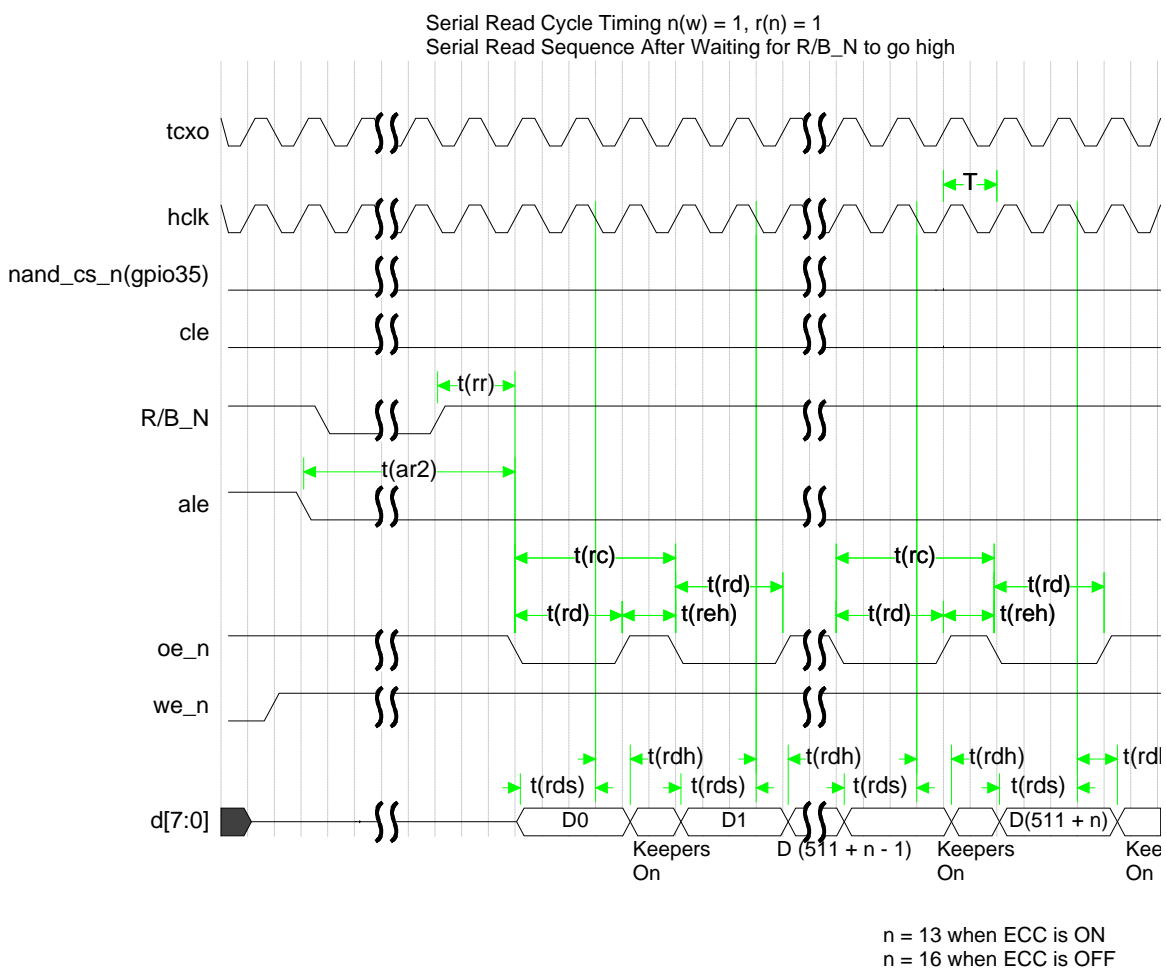 Serial Read Cycle Timing n(w) = 1, r(n) = 1
Serial Read Sequence After Waiting for R/B_N to go high
tcxo
T
hclk
nand_cs_n(gpio35)
cle
t(rr)
R/B_N
t(ar2)
ale
t(rc) t(rc)
t(rd) t(rd)
t(rd) t(reh) t(rd) t(reh)
oe_n
we_n
t(rdh) t(rdh) t(rdh) t(rdh
t(rds) t(rds) t(rds) t(rds)
d[7:0] D0 D1 D(511 + n)
Keepers D (511 + n - 1) Keepers Kee
On On On
n = 13 when ECC is ON
n = 16 when ECC is OFF